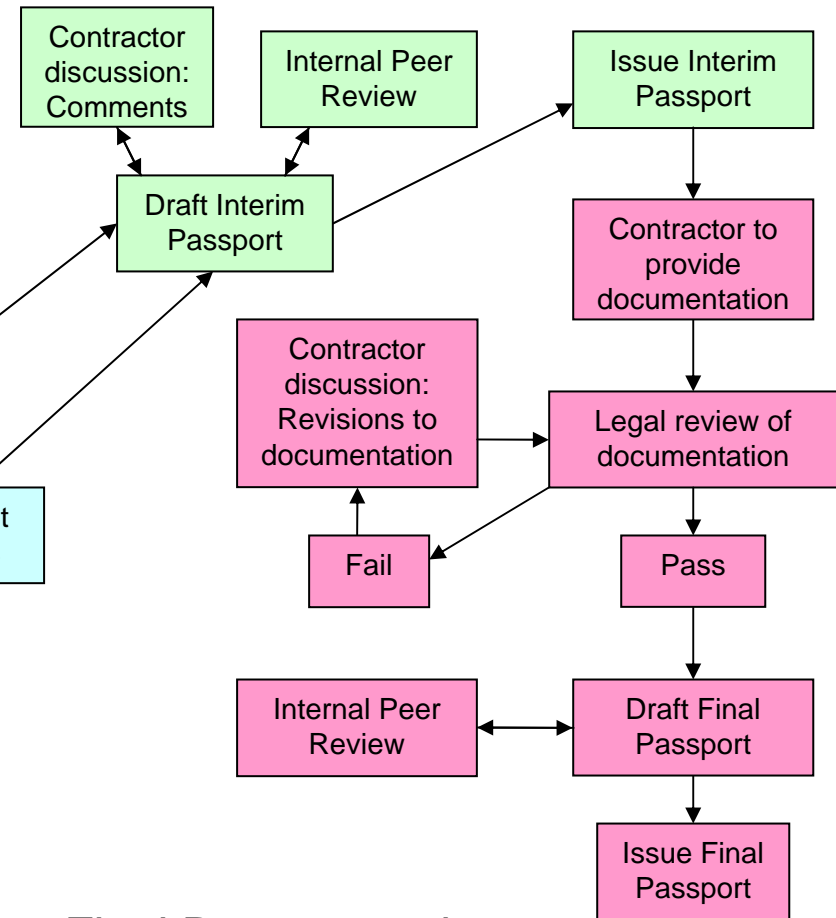 Contractor
discussion:
Comments
Internal Peer
Review
Issue Interim
Passport
Draft Interim
Passport
Contractor to
provide
documentation
Contractor
discussion:
Revisions to
documentation
Legal review of
documentation
t
Fail
Pass
Internal Peer
Review
Draft Final
Passport
Issue Final
Passport